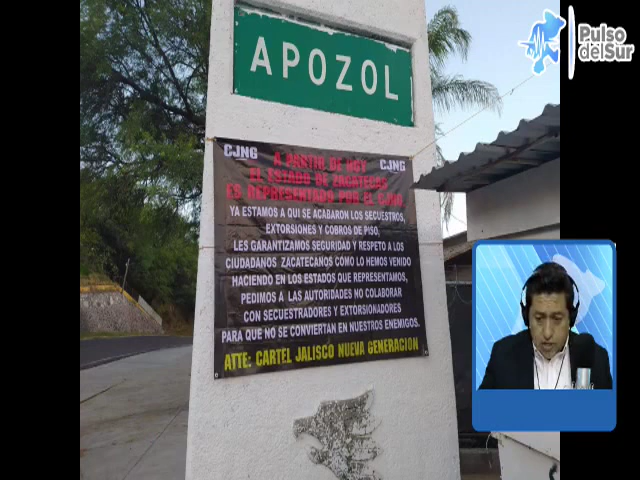 Pulso
delSur
APOZOL
CJNG CJNG
A PARTIR DE HOY
EL ESTADO DE ZACATECAS
ES REPRESENTADO POR EL CJNG
YA ESTAMOS A QUI SE ACABARON LOS SECUESTROS,
EXTORSIONES Y COBROS DE PISO,
LES GARANTIZAMOS SEGURIDAD Y RESPETO A LOS
CIUDADANOS ZACATECANOS COMO LO HEMOS VENIDO
HACIENDO EN LOS ESTADOS QUE REPRESENTAMOS,
PEDIMOS A LAS AUTORIDADES NO COLABORAR
CON SECUESTRADORES Y EXTORSIONADORES
PARA QUE NO SE CONVIERTAN EN NUESTROS ENEMIGOS.
ATTE: CARTEL JALISCO NUEVA GENERACION